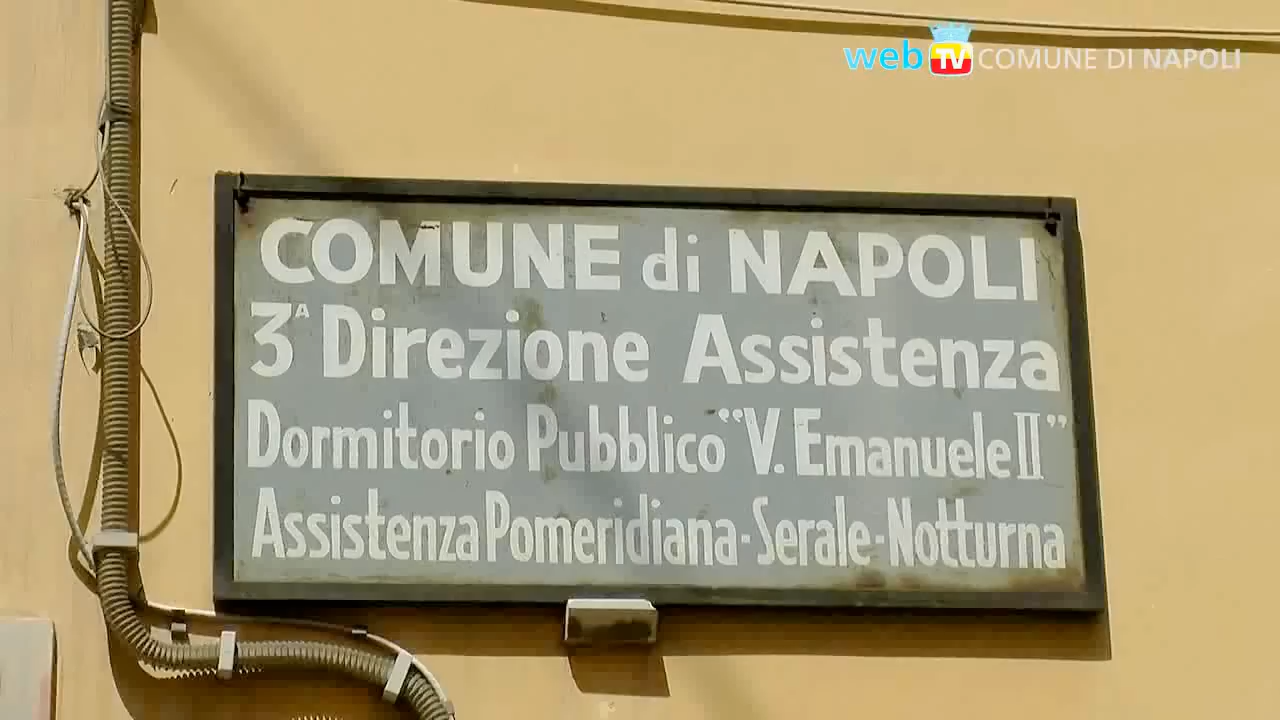 web TV COMUNE DI NAPOLI
COMUNE di NAPOLI
3ᴬ Direzione Assistenza
Dormitorio Pubblico “V. Emanuele II”
Assistenza Pomeridiana-Serale-Notturna